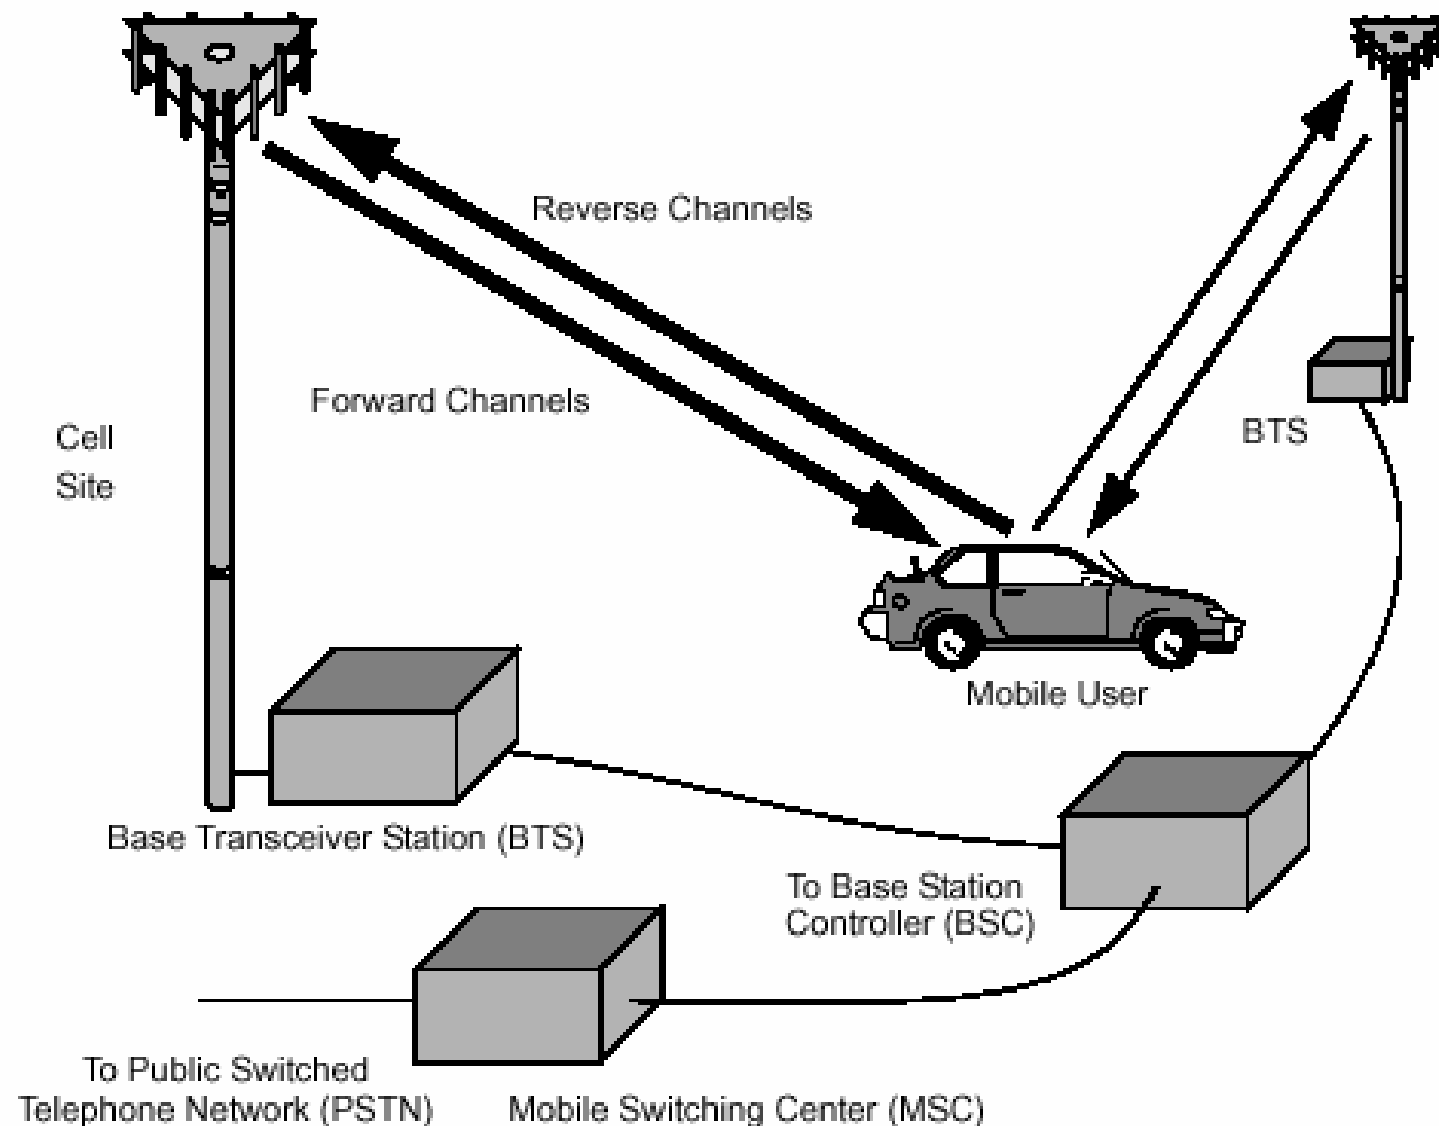 Reverse Channels
Forward Channels
Cell
Site
BTS
Mobile User
Base Transceiver Station (BTS)
To Base Station
Controller (BSC)
To Public Switched
Telephone Network (PSTN)
Mobile Switching Center (MSC)